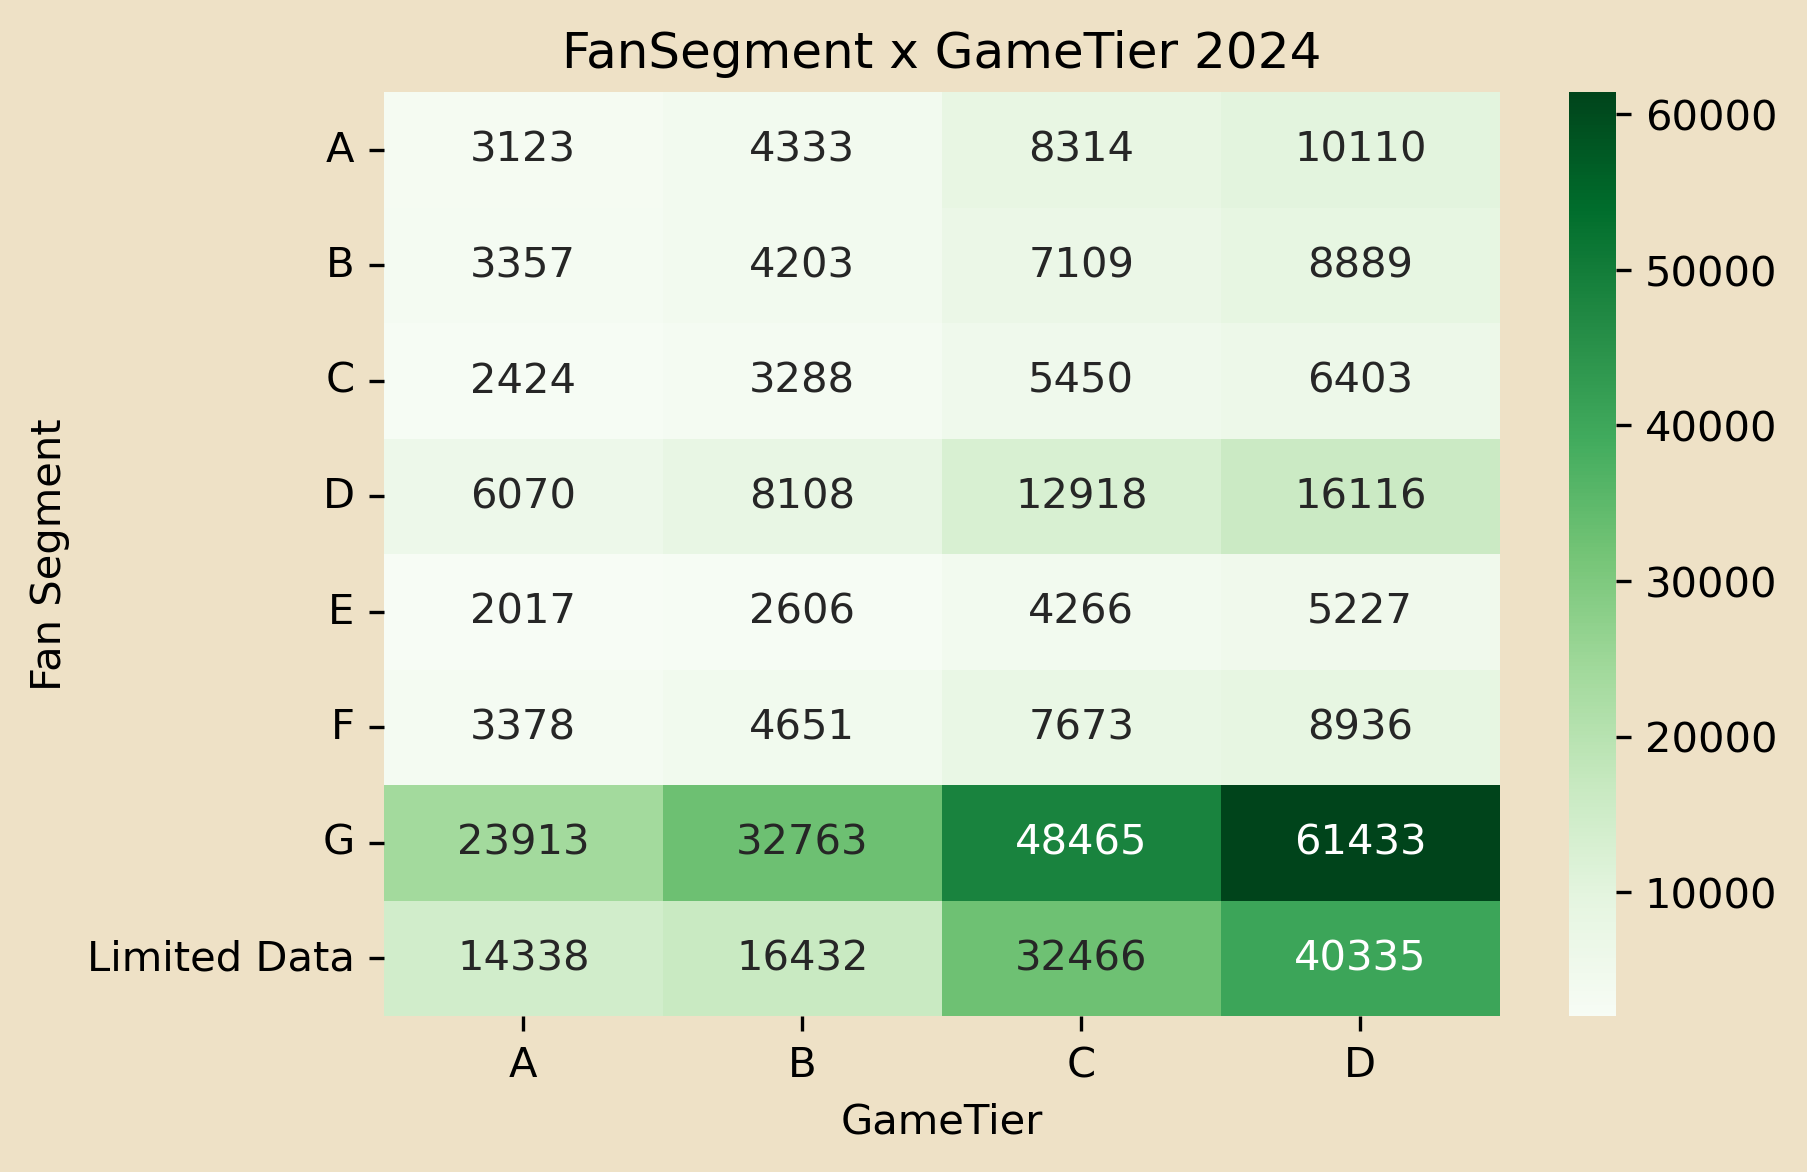 FanSegment x GameTier 2024
Fan Segment
A 3123 4333 8314 10110
B 3357 4203 7109 8889
C 2424 3288 5450 6403
D 6070 8108 12918 16116
E 2017 2606 4266 5227
F 3378 4651 7673 8936
G 23913 32763 48465 61433
Limited Data 14338 16432 32466 40335
A B C D
GameTier
60000
50000
40000
30000
20000
10000